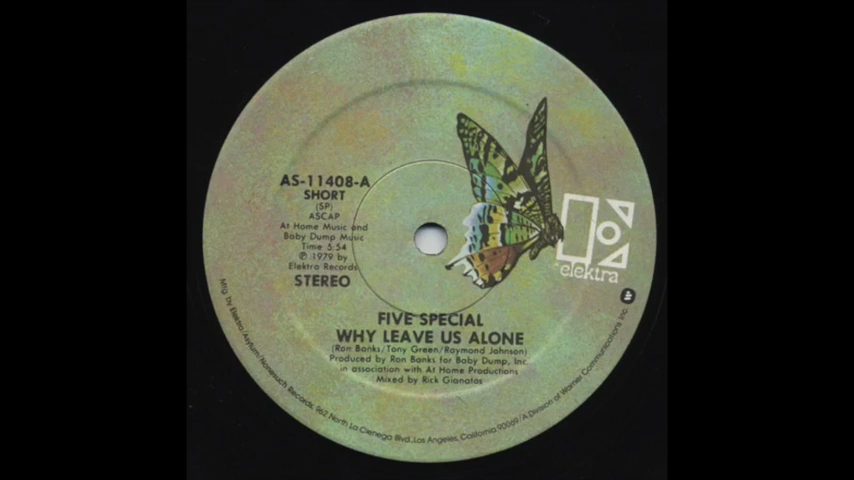 AS-11408-A
SHORT
(SP)
ASCAP
At Home Music and
Baby Dump Music
Time 5:54
℗ 1979 by
Elektra Records
STEREO
elektra
FIVE SPECIAL
WHY LEAVE US ALONE
(Ron Banks/Tony Green/Raymond Johnson)
Produced by Ron Banks for Baby Dump, Inc.
in association with At Home Productions
Mixed by Rick Gianatos
Mfg. by Elektra/Asylum/Nonesuch Records, 962 North La Cienega Blvd., Los Angeles, California 90069/A Division of Warner Communications Inc.